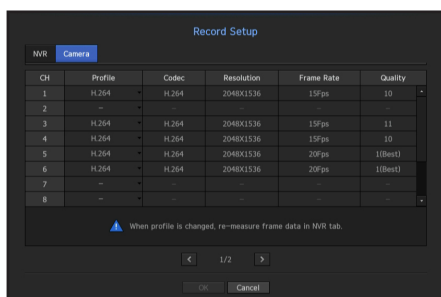 Record Setup
NVR Camera
CH Profile Codec Resolution Frame Rate Quality
1 H.264 H.264 2048X1536 15Fps 10
2 – – – – –
3 H.264 H.264 2048X1536 15Fps 11
4 H.264 H.264 2048X1536 15Fps 10
5 H.264 H.264 2048X1536 20Fps 1(Best)
6 H.264 H.264 2048X1536 20Fps 1(Best)
7 – – – – –
8 – – – – –
When profile is changed, re-measure frame data in NVR tab.
< 1/2 >
OK Cancel